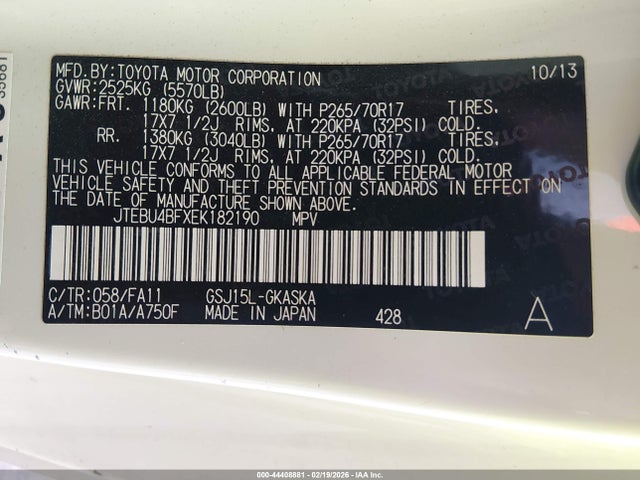 MFD.BY:TOYOTA MOTOR CORPORATION 10/13
GVWR:2525KG (5570LB)
GAWR:FRT. 1180KG (2600LB) WITH P265/70R17 TIRES,
17X7 1/2J RIMS, AT 220KPA (32PSI) COLD.
RR. 1380KG (3040LB) WITH P265/70R17 TIRES,
17X7 1/2J RIMS, AT 220KPA (32PSI) COLD.
THIS VEHICLE CONFORMS TO ALL APPLICABLE FEDERAL MOTOR
VEHICLE SAFETY AND THEFT PREVENTION STANDARDS IN EFFECT ON
THE DATE OF MANUFACTURE SHOWN ABOVE.
JTEBU4BFXEK182190 MPV
C/TR:058/FA11 GSJ15L-GKASKA
A/TM:B01A/A750F MADE IN JAPAN 428 A
000-44408881 - 02/19/2026 - IAA Inc.